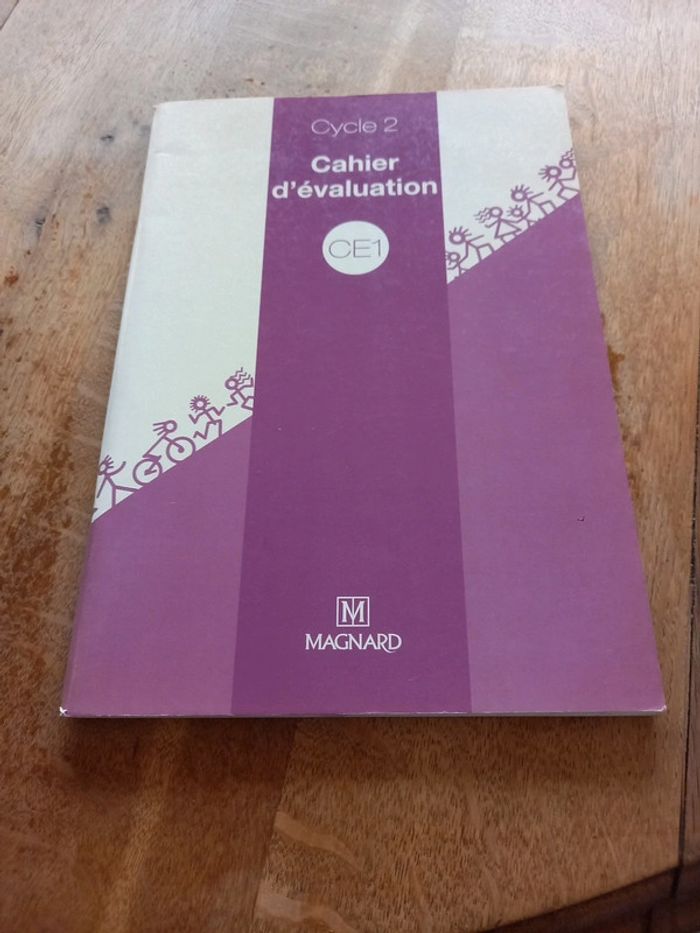 Cycle 2
Cahier
d'évaluation
CE1
M
MAGNARD